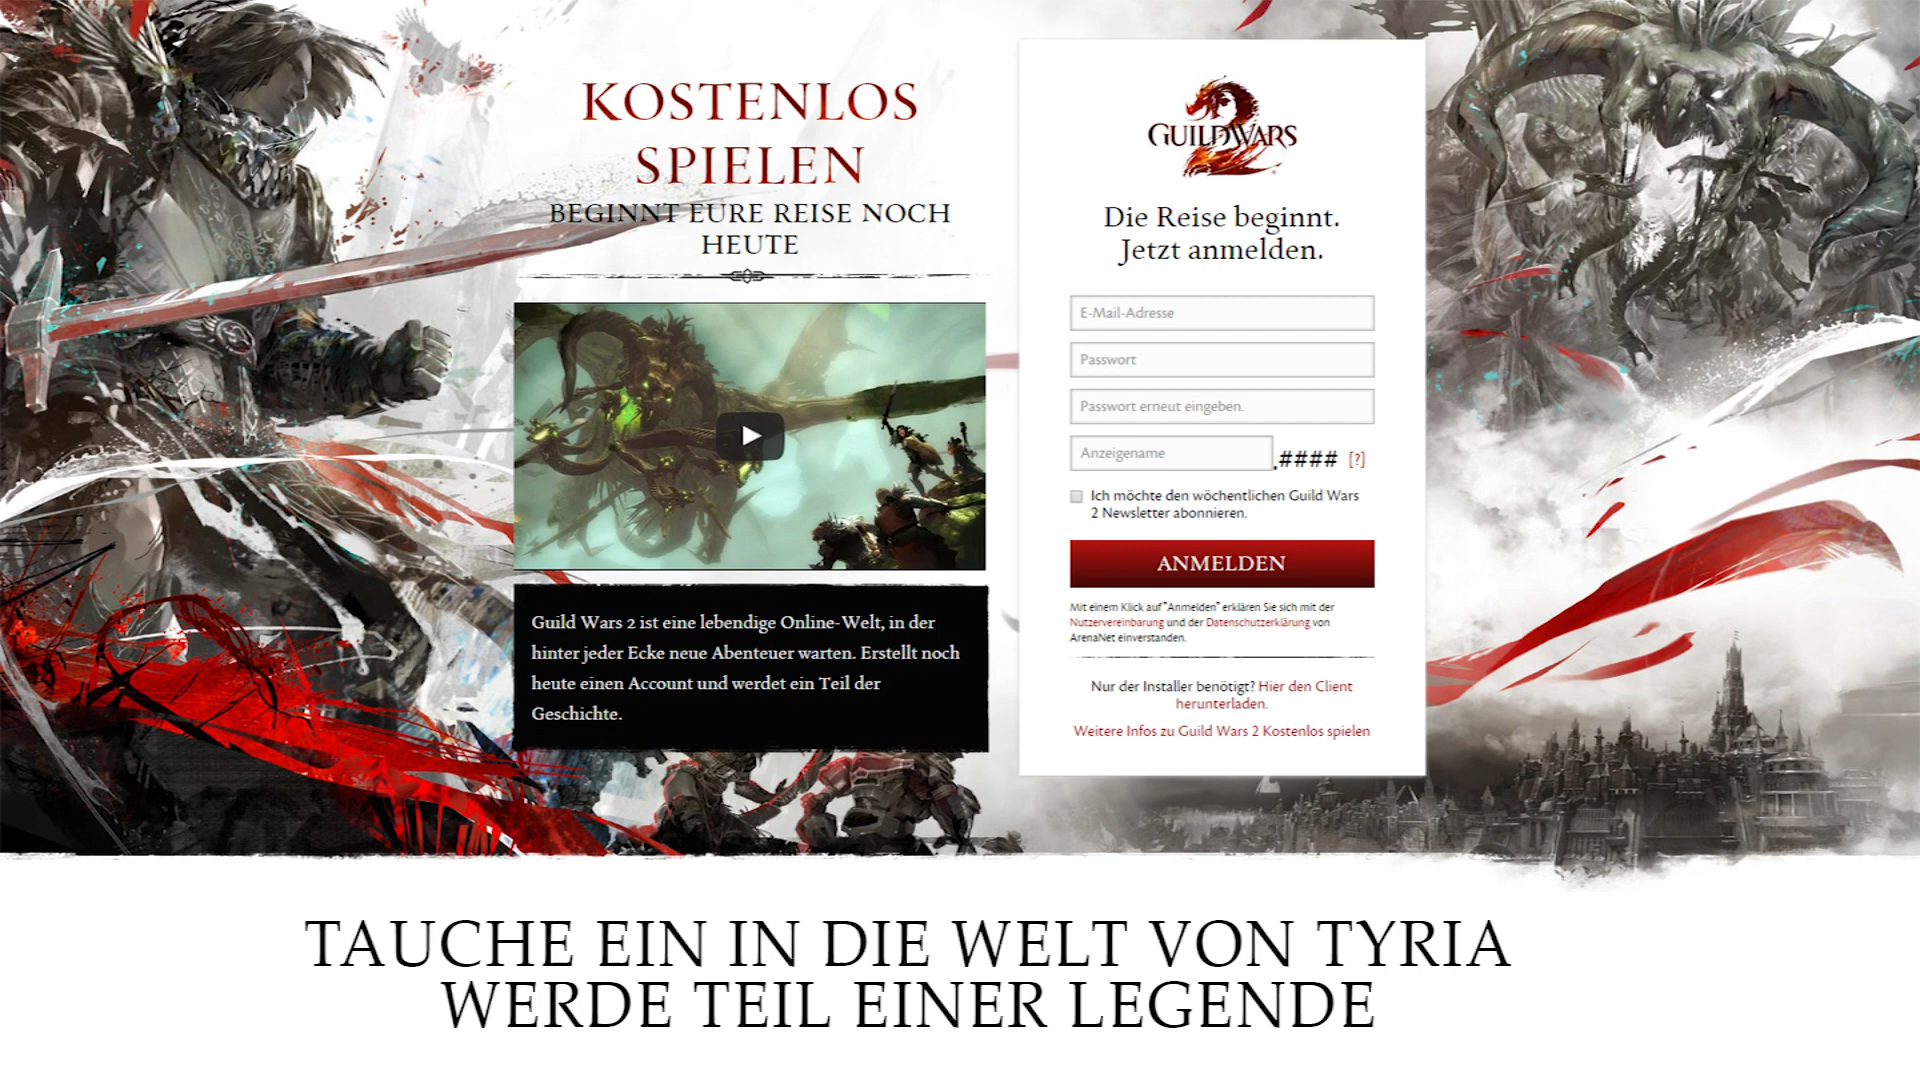 KOSTENLOS
SPIELEN
BEGINNT EURE REISE NOCH
HEUTE
Guild Wars 2 ist eine lebendige Online-Welt, in der
hinter jeder Ecke neue Abenteuer warten. Erstellt noch
heute einen Account und werdet ein Teil der
Geschichte.
GUILD WARS
2
Die Reise beginnt.
Jetzt anmelden.
E-Mail-Adresse
Passwort
Passwort erneut eingeben.
Anzeigename .#### [?]
Ich möchte den wöchentlichen Guild Wars
2 Newsletter abonnieren.
ANMELDEN
Mit einem Klick auf "Anmelden" erklären Sie sich mit der
Nutzervereinbarung und der Datenschutzerklärung von
ArenaNet einverstanden.
Nur der Installer benötigt? Hier den Client
herunterladen.
Weitere Infos zu Guild Wars 2 Kostenlos spielen
TAUCHE EIN IN DIE WELT VON TYRIA
WERDE TEIL EINER LEGENDE